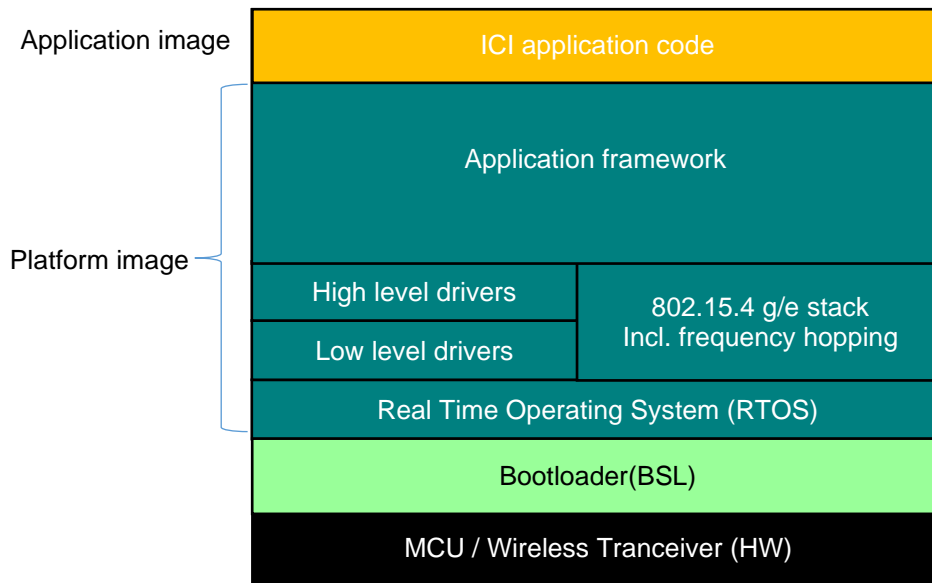 Application image
ICI application code
Application framework
Platform image
High level drivers
802.15.4 g/e stack
Incl. frequency hopping
Low level drivers
Real Time Operating System (RTOS)
Bootloader(BSL)
MCU / Wireless Tranceiver (HW)